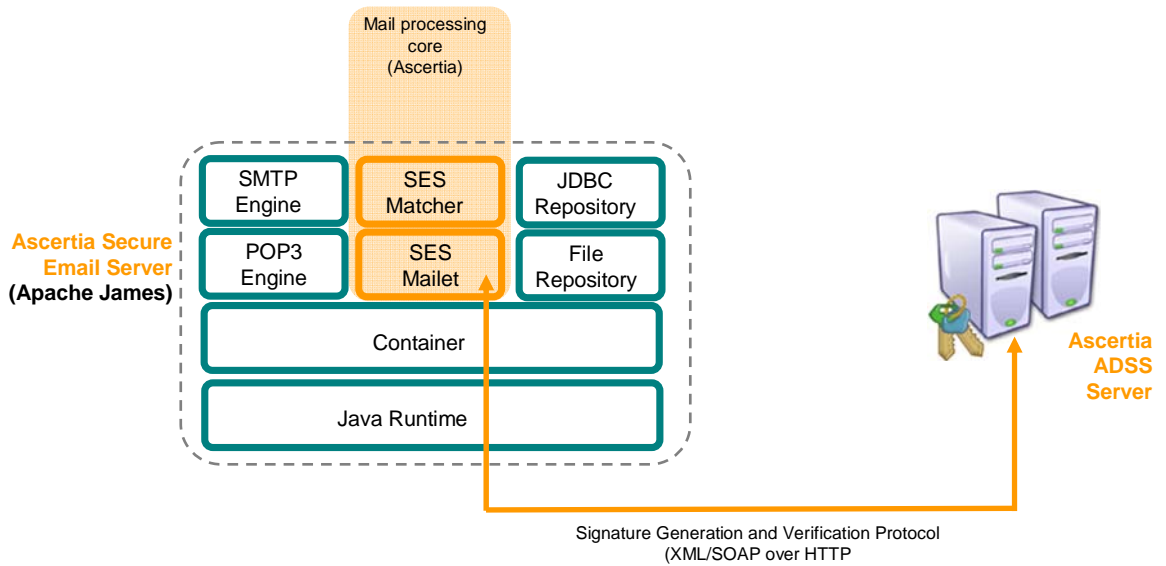 Mail processing
core
(Ascertia)
SMTP
Engine
SES
Matcher
JDBC
Repository
Ascertia Secure
Email Server
(Apache James)
POP3
Engine
SES
Mailet
File
Repository
Container
Java Runtime
Ascertia
ADSS
Server
Signature Generation and Verification Protocol
(XML/SOAP over HTTP